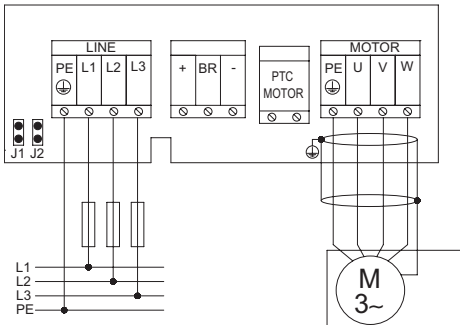 LINE
PE L1 L2 L3
+ BR -
PTC
MOTOR
MOTOR
PE U V W
J1 J2
L1
L2
L3
PE
M
3~